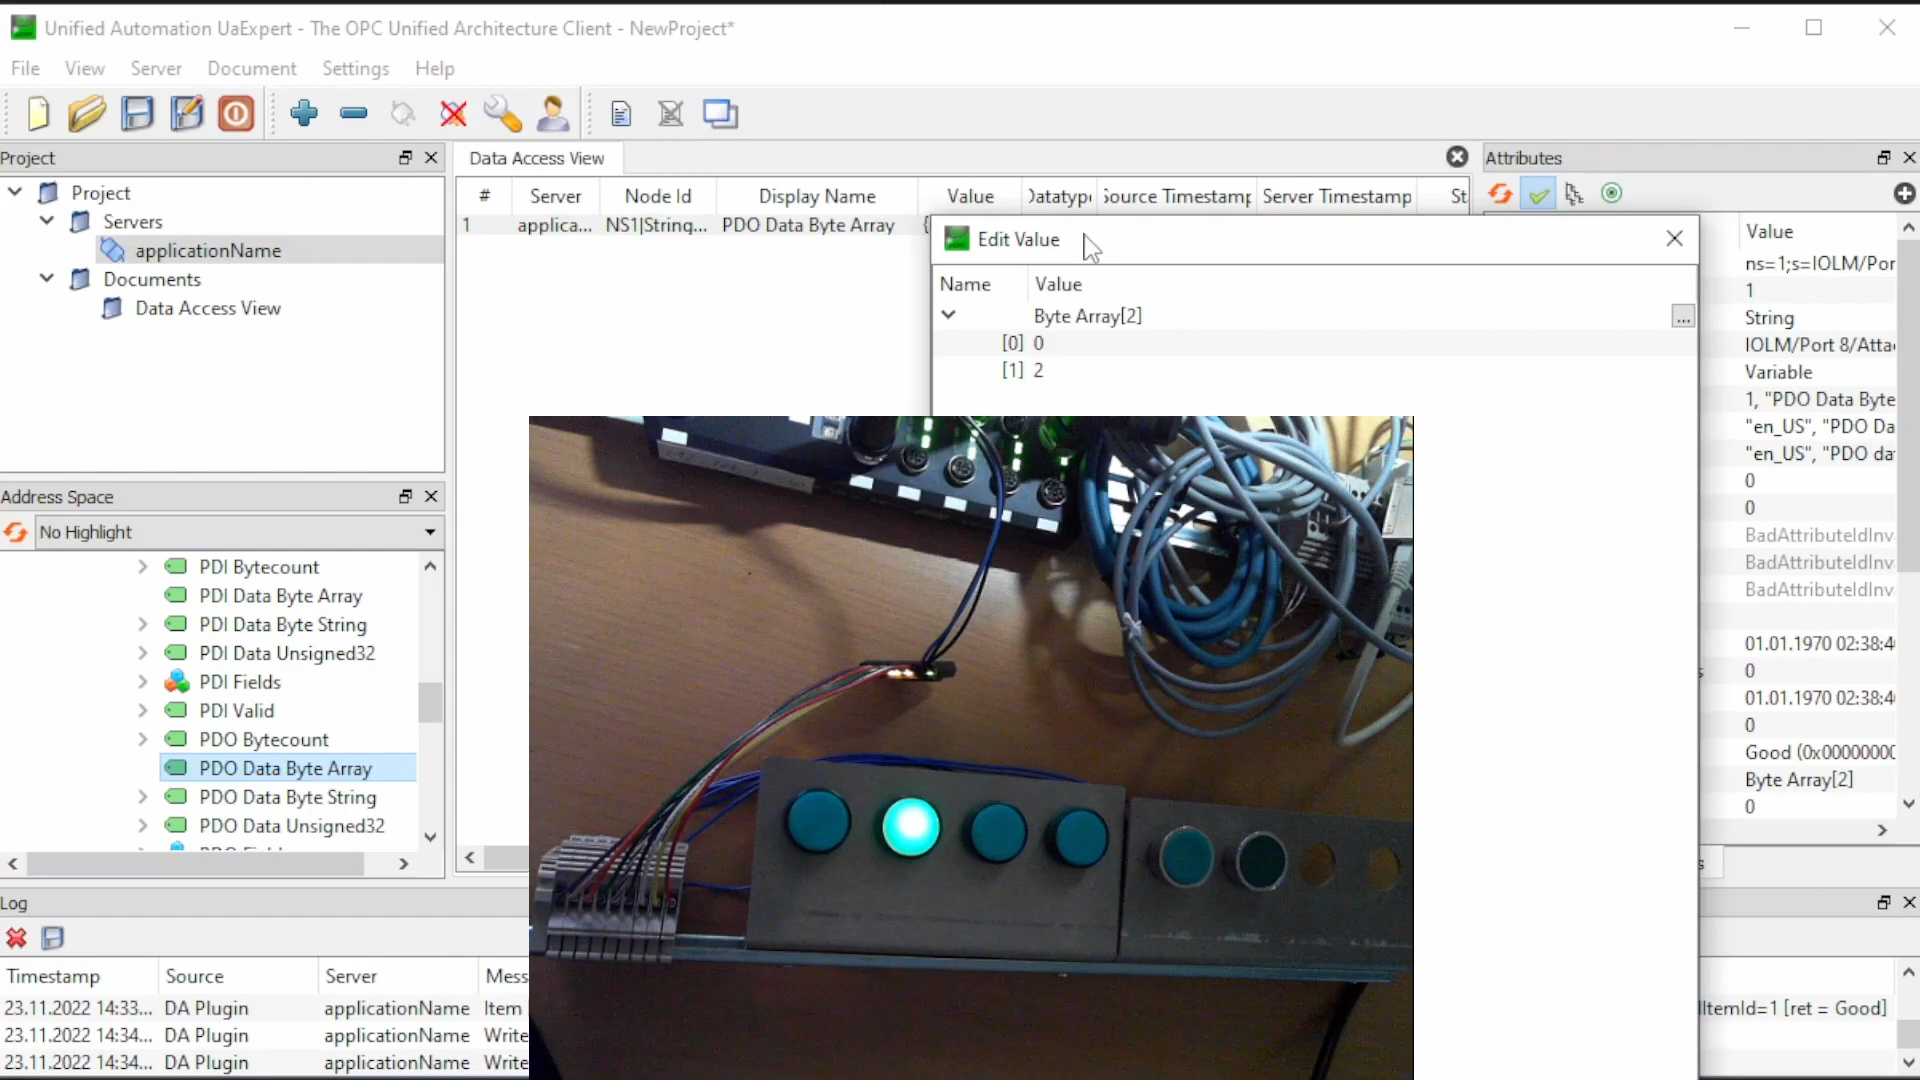 Unified Automation UaExpert - The OPC Unified Architecture Client - NewProject*
File View Server Document Settings Help
Project
Project
Servers
applicationName
Documents
Data Access View
Address Space
No Highlight
PDI Bytecount
PDI Data Byte Array
PDI Data Byte String
PDI Data Unsigned32
PDI Fields
PDI Valid
PDO Bytecount
PDO Data Byte Array
PDO Data Byte String
PDO Data Unsigned32
Data Access View
# Server Node Id Display Name Value Datatype Source Timestamp Server Timestamp St
1 applica... NS1|String... PDO Data Byte Array {
Edit Value
Name Value
Byte Array[2]
...
[0] 0
[1] 2
Attributes
Value
ns=1;s=IOLM/Por
1
String
IOLM/Port 8/Atta
Variable
1, "PDO Data Byte
"en_US", "PDO Da
"en_US", "PDO da
0
0
BadAttributeIdInv
BadAttributeIdInv
BadAttributeIdInv
01.01.1970 02:38:4
0
01.01.1970 02:38:4
0
Good (0x0000000
Byte Array[2]
0
Log
Timestamp Source Server Mess
23.11.2022 14:33... DA Plugin applicationName Item
ItemId=1 [ret = Good]
23.11.2022 14:34... DA Plugin applicationName Write
23.11.2022 14:34... DA Plugin applicationName Write